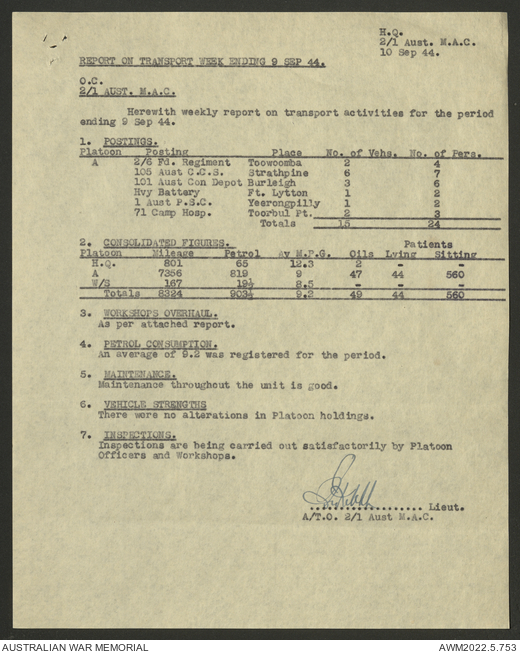 H.Q.
2/1 Aust. M.A.C.
10 Sep 44.
REPORT ON TRANSPORT WEEK ENDING 9 SEP 44.
O.C.
2/1 AUST. M.A.C.
Herewith weekly report on transport activities for the period
ending 9 Sep 44.
1. POSTINGS.
Platoon Posting Place No. of Vehs. No. of Pers.
A 2/6 Fd. Regiment Toowoomba 2 4
105 Aust C.C.S. Strathpine 6 7
101 Aust Con Depot Burleigh 3 6
Hvy Battery Ft. Lytton 1 2
1 Aust P.S.C. Yeerongpilly 1 2
71 Camp Hosp. Toorbul Pt. 2 3
Totals 15 24
2. CONSOLIDATED FIGURES. Patients
Platoon Mileage Petrol Av M.P.G. Oils Lying Sitting
H.Q. 801 65 12.3 2 - -
A 7356 819 9 47 44 560
W/S 167 19½ 8.5 - - -
Totals 8324 903½ 9.2 49 44 560
3. WORKSHOPS OVERHAUL.
As per attached report.
4. PETROL CONSUMPTION.
An average of 9.2 was registered for the period.
5. MAINTENANCE.
Maintenance throughout the unit is good.
6. VEHICLE STRENGTHS
There were no alterations in Platoon holdings.
7. INSPECTIONS.
Inspections are being carried out satisfactorily by Platoon
Officers and Workshops.
.................... Lieut.
A/T.O. 2/1 Aust M.A.C.
AUSTRALIAN WAR MEMORIAL AWM2022.5.753